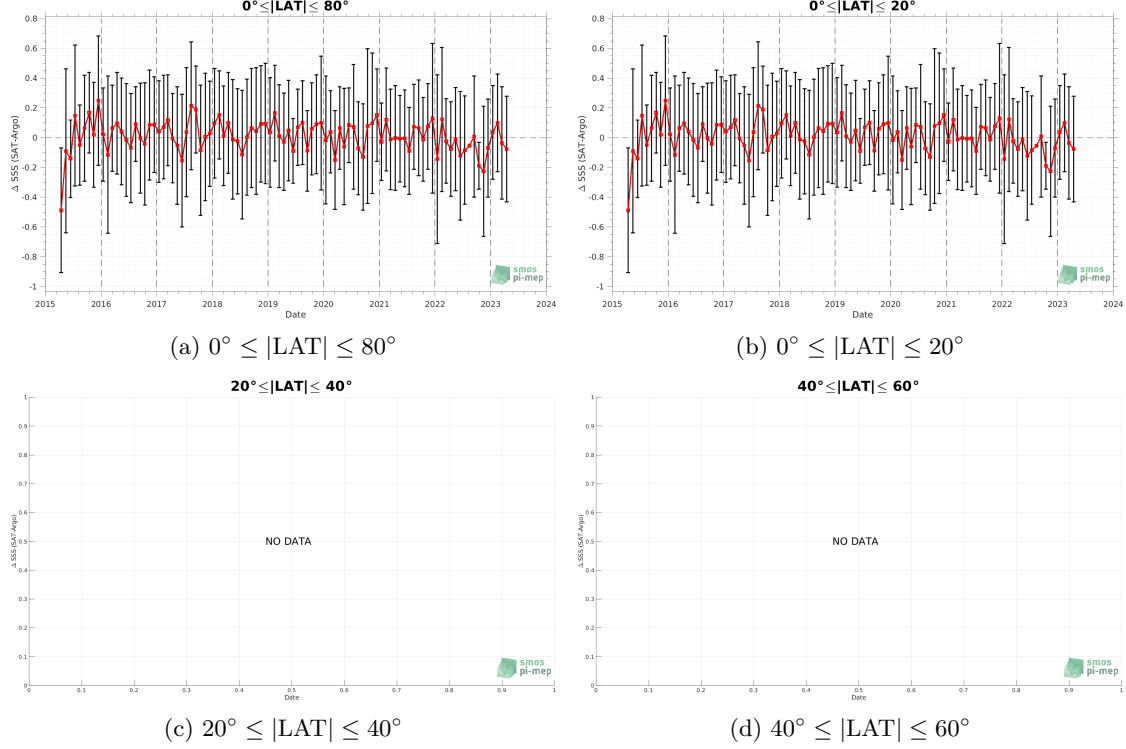 0°≤|LAT|≤ 80°
0.8
0.6
0.4
0.2
0
-0.2
-0.4
-0.6
-0.8
-1
Δ SSS (SAT-Argo)
2015 2016 2017 2018 2019 2020 2021 2022 2023 2024
Date
smos
pi-mep
(a) 0° ≤ |LAT| ≤ 80°
0°≤|LAT|≤ 20°
0.8
0.6
0.4
0.2
0
-0.2
-0.4
-0.6
-0.8
-1
Δ SSS (SAT-Argo)
2015 2016 2017 2018 2019 2020 2021 2022 2023 2024
Date
smos
pi-mep
(b) 0° ≤ |LAT| ≤ 20°
20°≤|LAT|≤ 40°
1
0.9
0.8
0.7
0.6
0.5
0.4
0.3
0.2
0.1
0
Δ SSS (SAT-Argo)
NO DATA
0 0.1 0.2 0.3 0.4 0.5 0.6 0.7 0.8 0.9 1
Date
smos
pi-mep
(c) 20° ≤ |LAT| ≤ 40°
40°≤|LAT|≤ 60°
1
0.9
0.8
0.7
0.6
0.5
0.4
0.3
0.2
0.1
0
Δ SSS (SAT-Argo)
NO DATA
0 0.1 0.2 0.3 0.4 0.5 0.6 0.7 0.8 0.9 1
Date
smos
pi-mep
(d) 40° ≤ |LAT| ≤ 60°